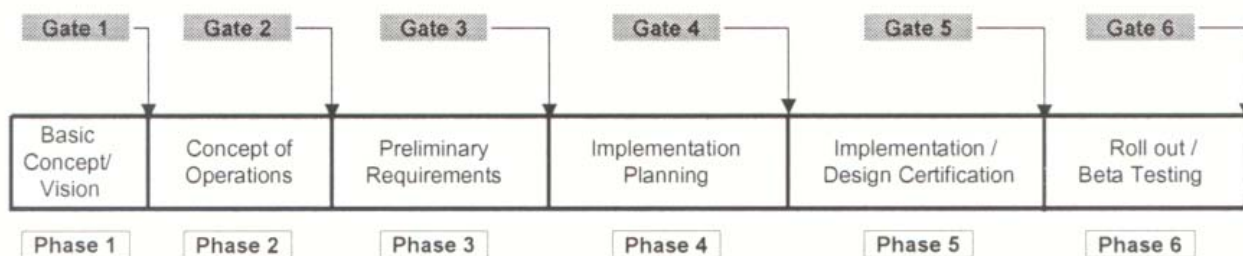 Gate 1 Gate 2 Gate 3 Gate 4 Gate 5 Gate 6
Basic
Concept/
Vision
Concept of
Operations
Preliminary
Requirements
Implementation
Planning
Implementation /
Design Certification
Roll out /
Beta Testing
Phase 1 Phase 2 Phase 3 Phase 4 Phase 5 Phase 6